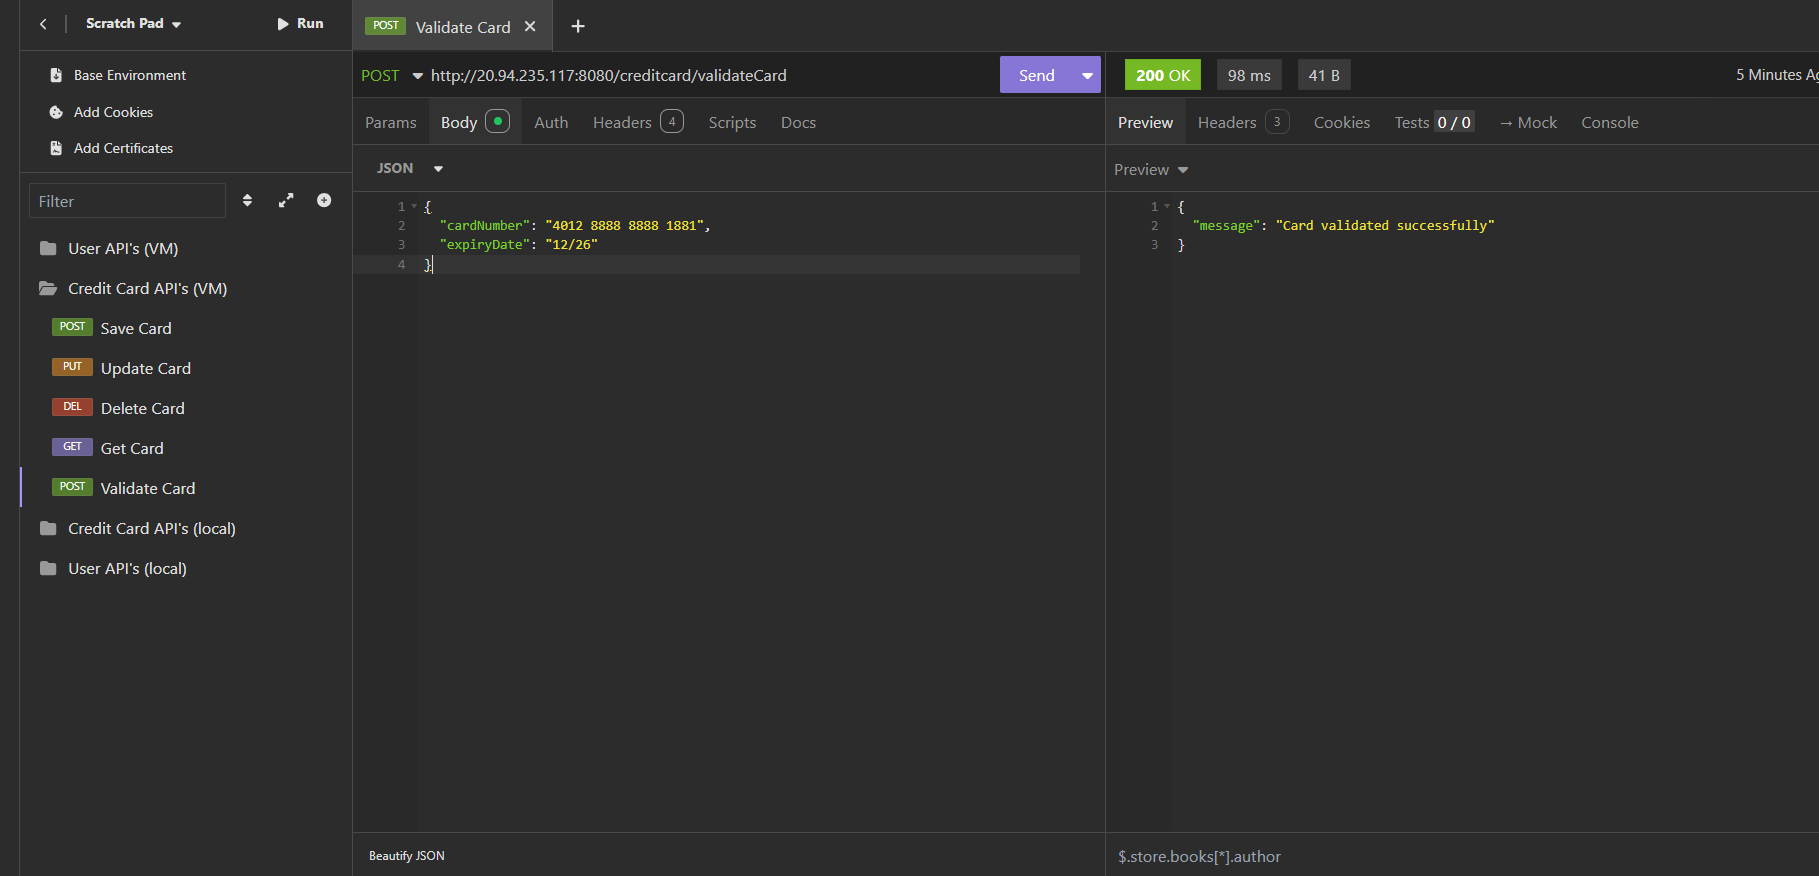 Scratch Pad
Run
Base Environment
Add Cookies
Add Certificates
Filter
User API's (VM)
Credit Card API's (VM)
POST Save Card
PUT Update Card
DEL Delete Card
GET Get Card
POST Validate Card
Credit Card API's (local)
User API's (local)
POST Validate Card
POST http://20.94.235.117:8080/creditcard/validateCard Send
Params Body Auth Headers 4 Scripts Docs
JSON
1 {
2 "cardNumber": "4012 8888 8888 1881",
3 "expiryDate": "12/26"
4 }
Beautify JSON
200 OK 98 ms 41 B 5 Minutes
Preview Headers 3 Cookies Tests 0 / 0 → Mock Console
Preview
1 {
2 "message": "Card validated successfully"
3 }
$.store.books[*].author